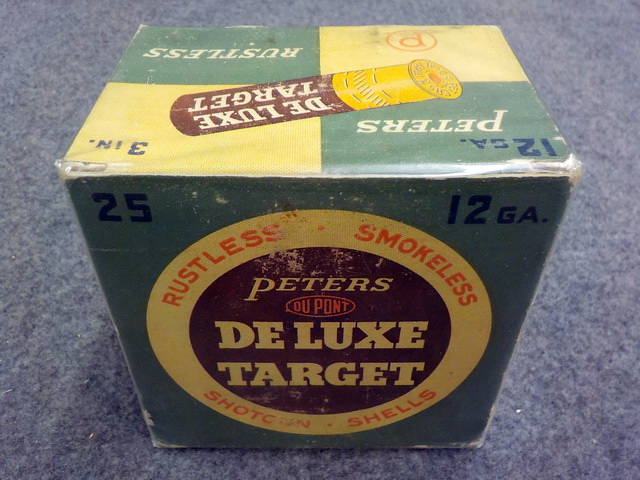 RUSTLESS
P
DE LUXE
TARGET
PETERS
3 IN.
12 GA.
25
12 GA.
RUSTLESS · SMOKELESS
PETERS
DU PONT
DE LUXE
TARGET
SHOTGUN · SHELLS